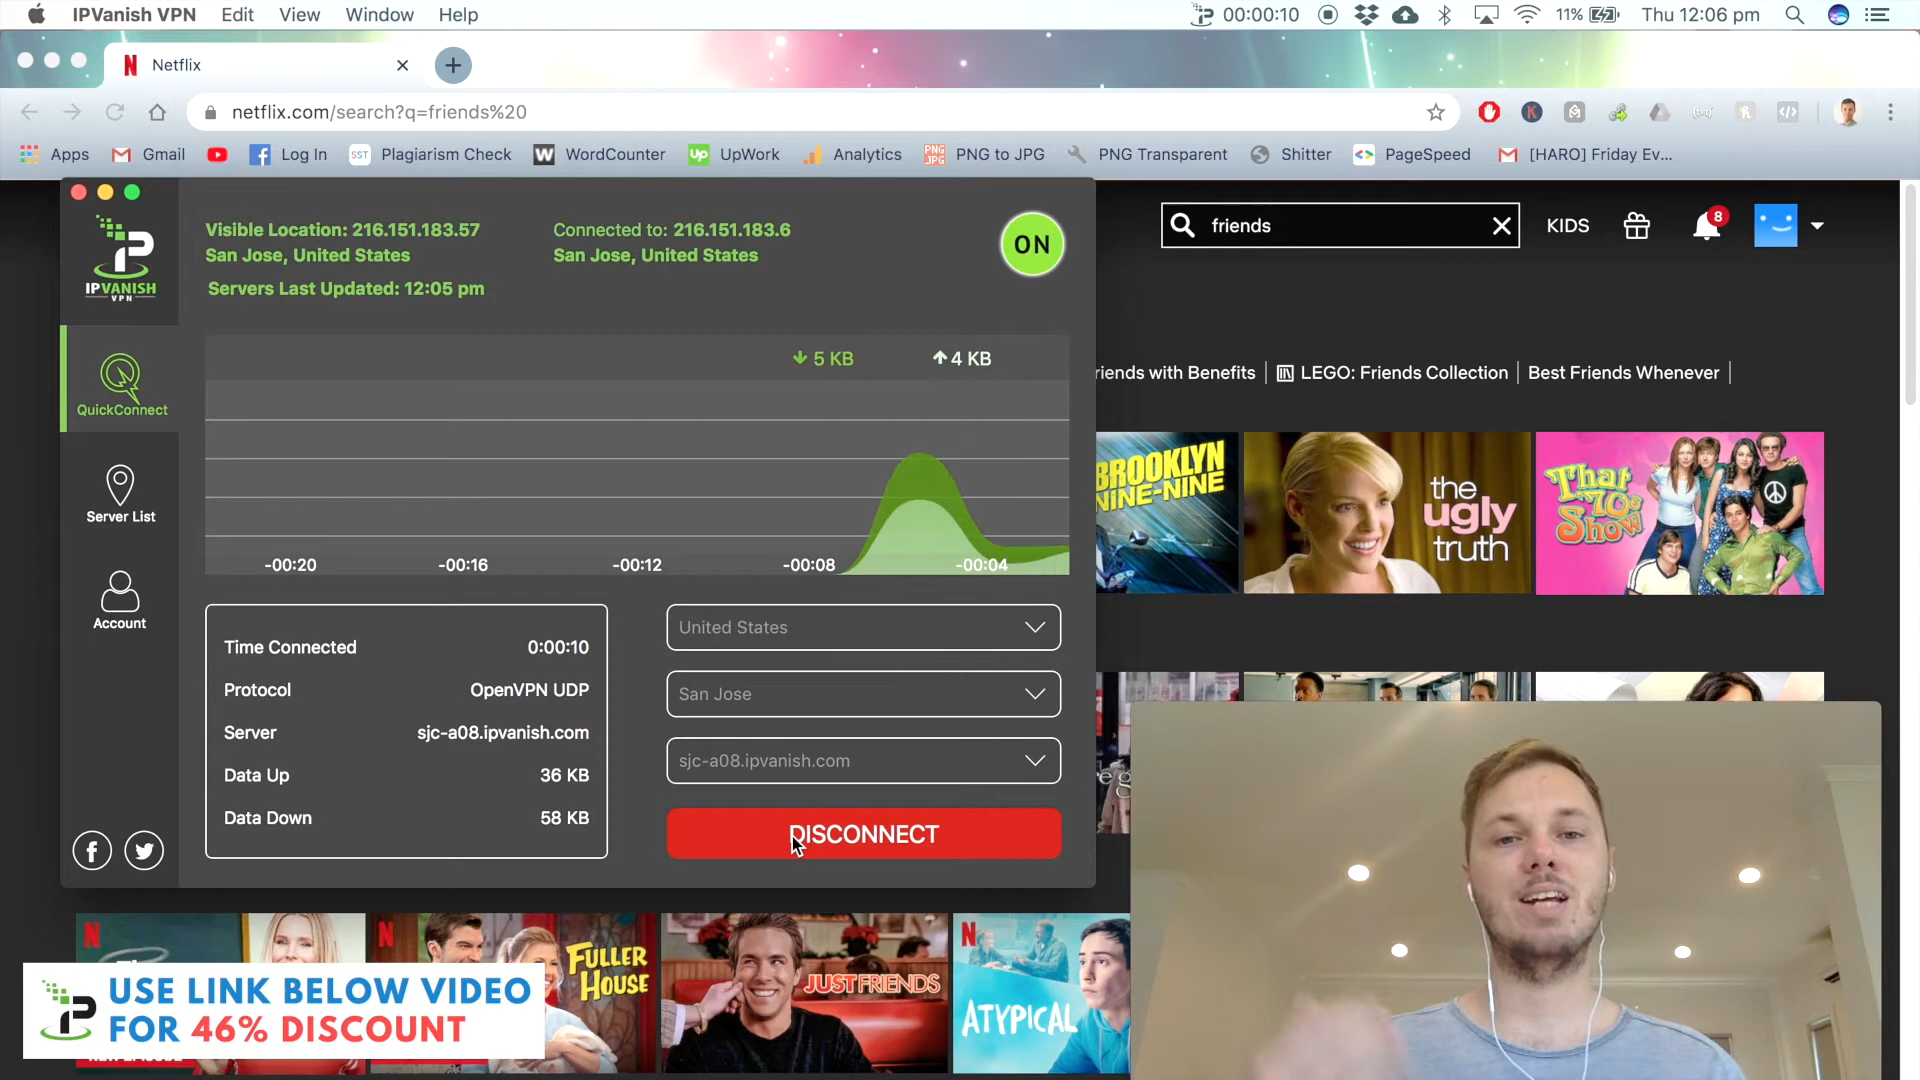 IPVanish VPN Edit View Window Help 00:00:10 11% Thu 12:06 pm
Netflix
netflix.com/search?q=friends%20
Apps Gmail Log In SST Plagiarism Check W WordCounter Up UpWork Analytics PNG JPG PNG to JPG PNG Transparent Shitter PageSpeed [HARO] Friday Ev...
Visible Location: 216.151.183.57
San Jose, United States
Connected to: 216.151.183.6
San Jose, United States
Servers Last Updated: 12:05 pm
ON
IPVANISH
VPN
QuickConnect
Server List
Account
5 KB 4 KB
-00:20 -00:16 -00:12 -00:08 -00:04
Time Connected 0:00:10
Protocol OpenVPN UDP
Server sjc-a08.ipvanish.com
Data Up 36 KB
Data Down 58 KB
United States
San Jose
sjc-a08.ipvanish.com
DISCONNECT
friends KIDS 8
riends with Benefits LEGO: Friends Collection Best Friends Whenever
BROOKLYN
NINE-NINE
the
ugly
truth
That
'70s
Show
FULLER
HOUSE
JUST FRIENDS
ATYPICAL
USE LINK BELOW VIDEO
FOR 46% DISCOUNT